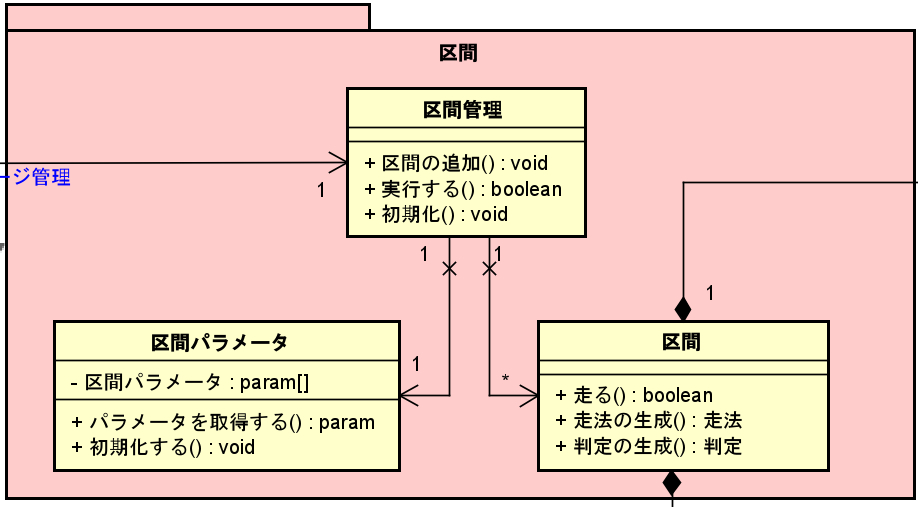 区間
区間管理
+ 区間の追加() : void
+ 実行する() : boolean
+ 初期化() : void
1
ージ管理
1
1
1
区間パラメータ
- 区間パラメータ : param[]
+ パラメータを取得する() : param
+ 初期化する() : void
1
*
区間
+ 走る() : boolean
+ 走法の生成() : 走法
+ 判定の生成() : 判定